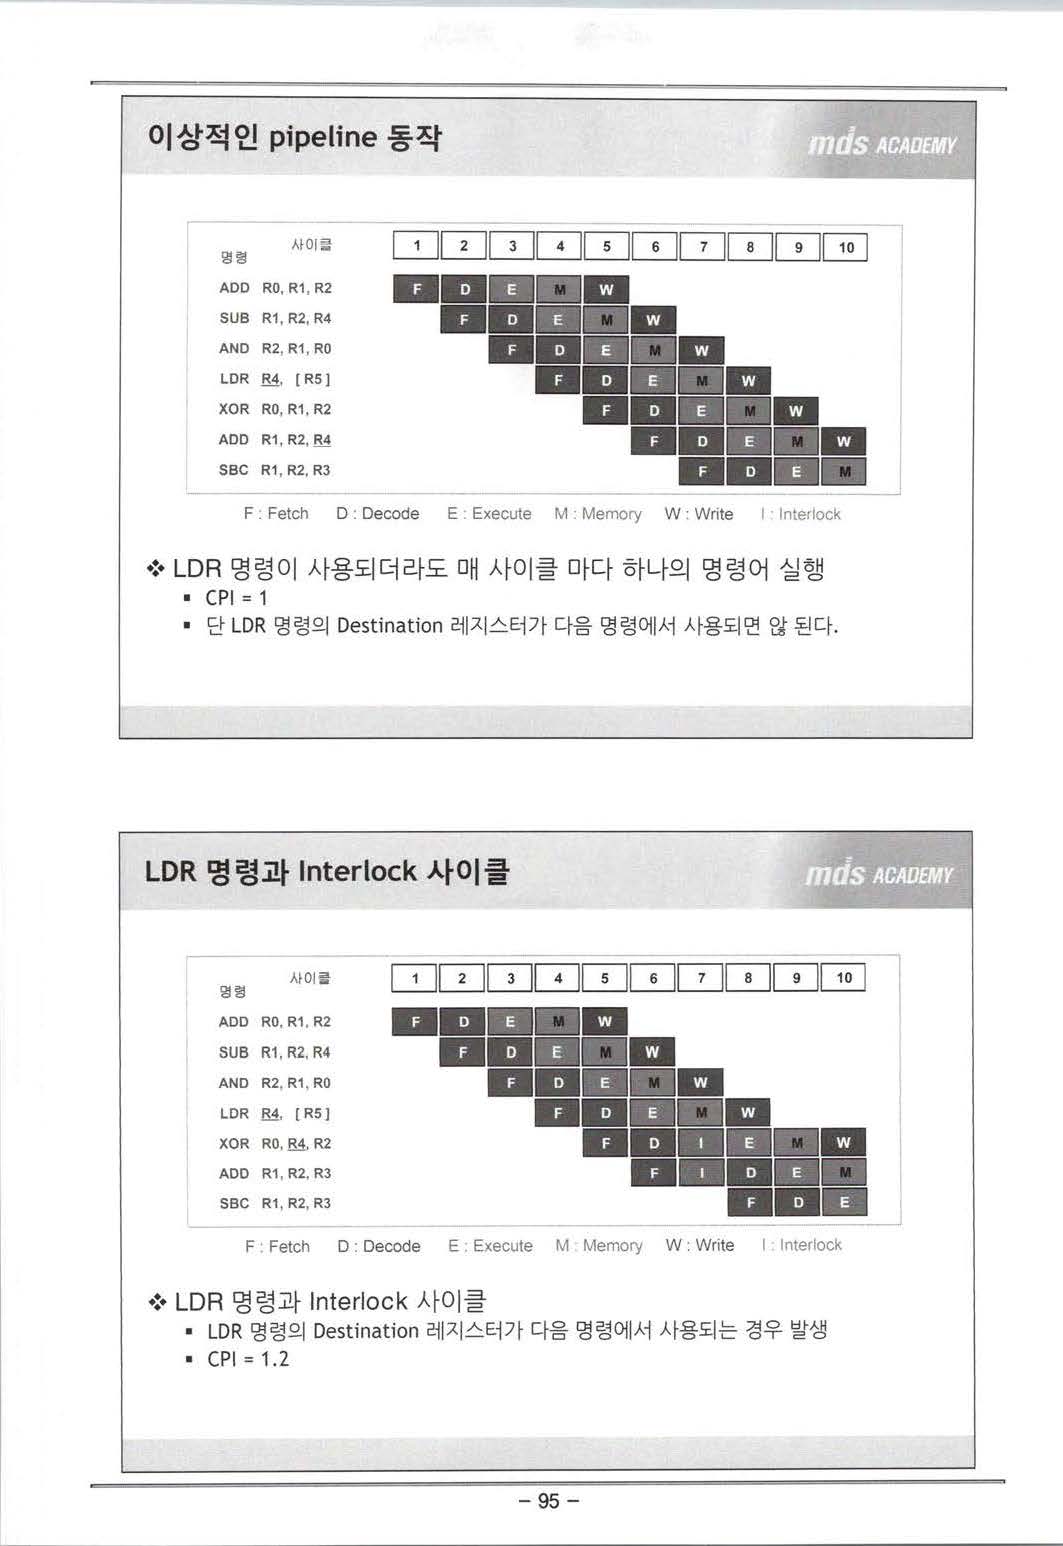 이상적인 pipeline 동작
mds ACADEMY
명령 사이클 1 2 3 4 5 6 7 8 9 10
ADD R0, R1, R2 F D E M W
SUB R1, R2, R4 F D E M W
AND R2, R1, R0 F D E M W
LDR R4, [R5] F D E M W
XOR R0, R1, R2 F D E M W
ADD R1, R2, R4 F D E M W
SBC R1, R2, R3 F D E M
F : Fetch D : Decode E : Execute M : Memory W : Write I : Interlock
❖ LDR 명령이 사용되더라도 매 사이클 마다 하나의 명령어 실행
▪ CPI = 1
▪ 단 LDR 명령의 Destination 레지스터가 다음 명령에서 사용되면 않 된다.
LDR 명령과 Interlock 사이클
mds ACADEMY
명령 사이클 1 2 3 4 5 6 7 8 9 10
ADD R0, R1, R2 F D E M W
SUB R1, R2, R4 F D E M W
AND R2, R1, R0 F D E M W
LDR R4, [R5] F D E M W
XOR R0, R4, R2 F D I E M W
ADD R1, R2, R3 F I D E M
SBC R1, R2, R3 F D E
F : Fetch D : Decode E : Execute M : Memory W : Write I : Interlock
❖ LDR 명령과 Interlock 사이클
▪ LDR 명령의 Destination 레지스터가 다음 명령에서 사용되는 경우 발생
▪ CPI = 1.2
– 95 –